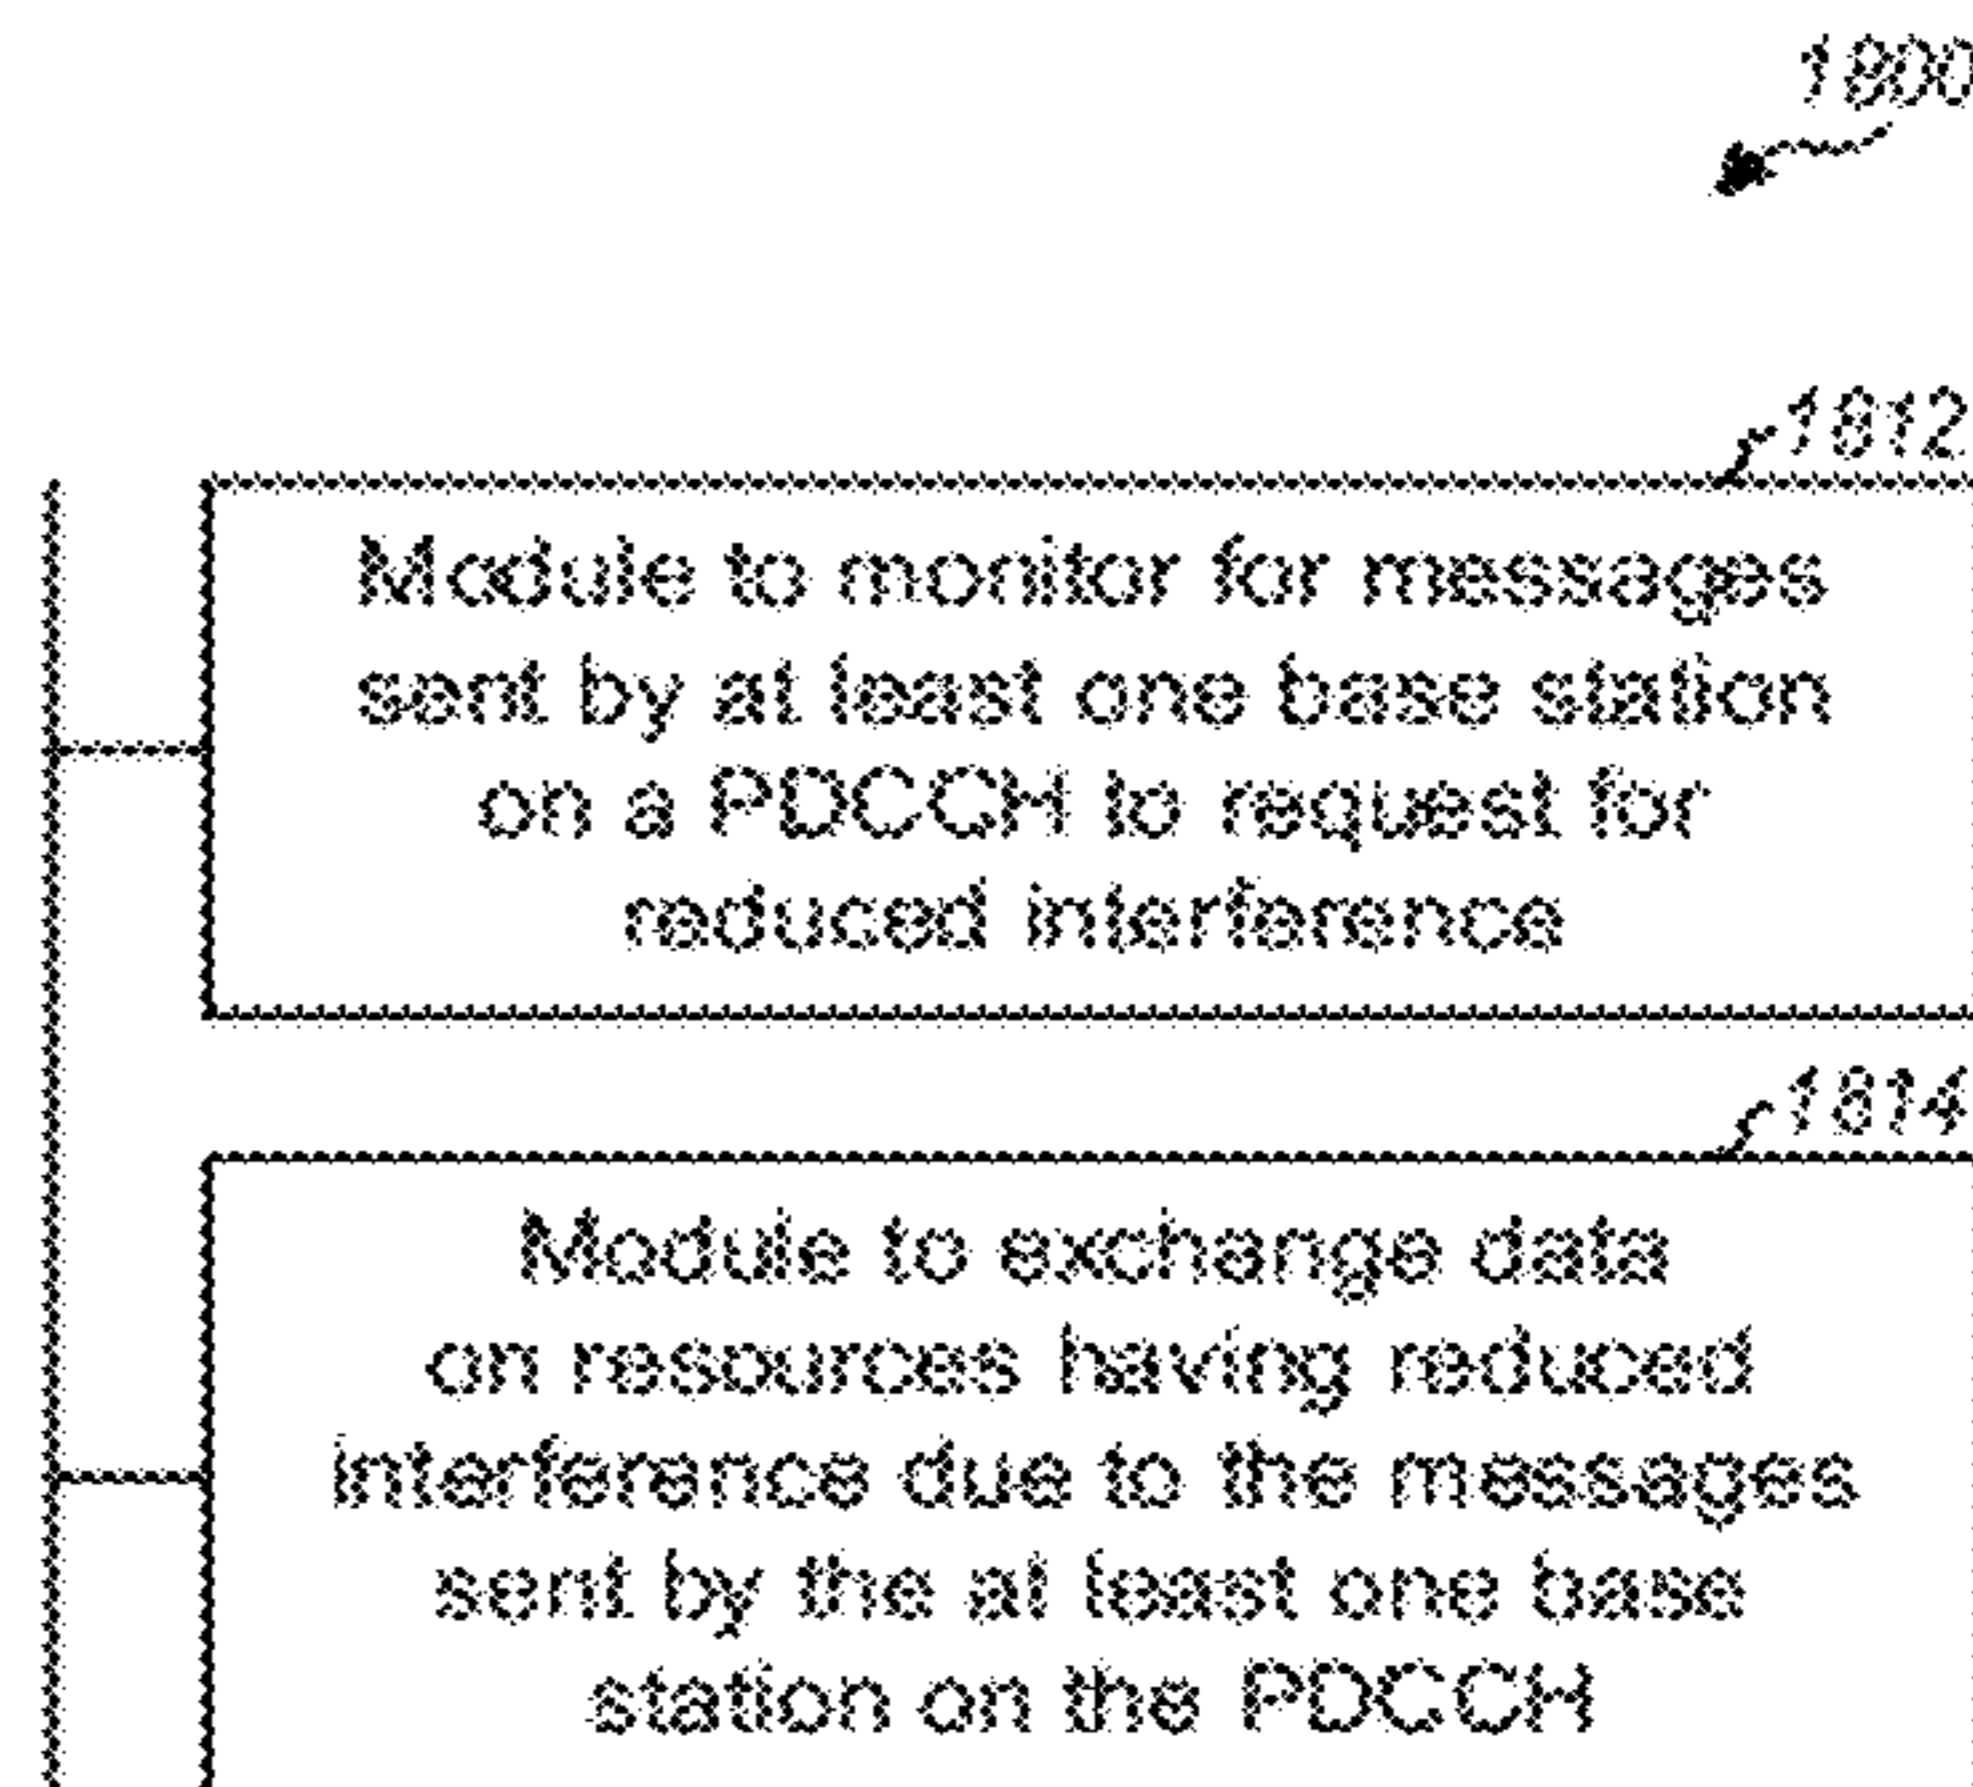 1800
1812
Module to monitor for messages
sent by at least one base station
on a PDCCH to request for
reduced interference
1814
Module to exchange data
on resources having reduced
interference due to the messages
sent by the at least one base
station on the PDCCH